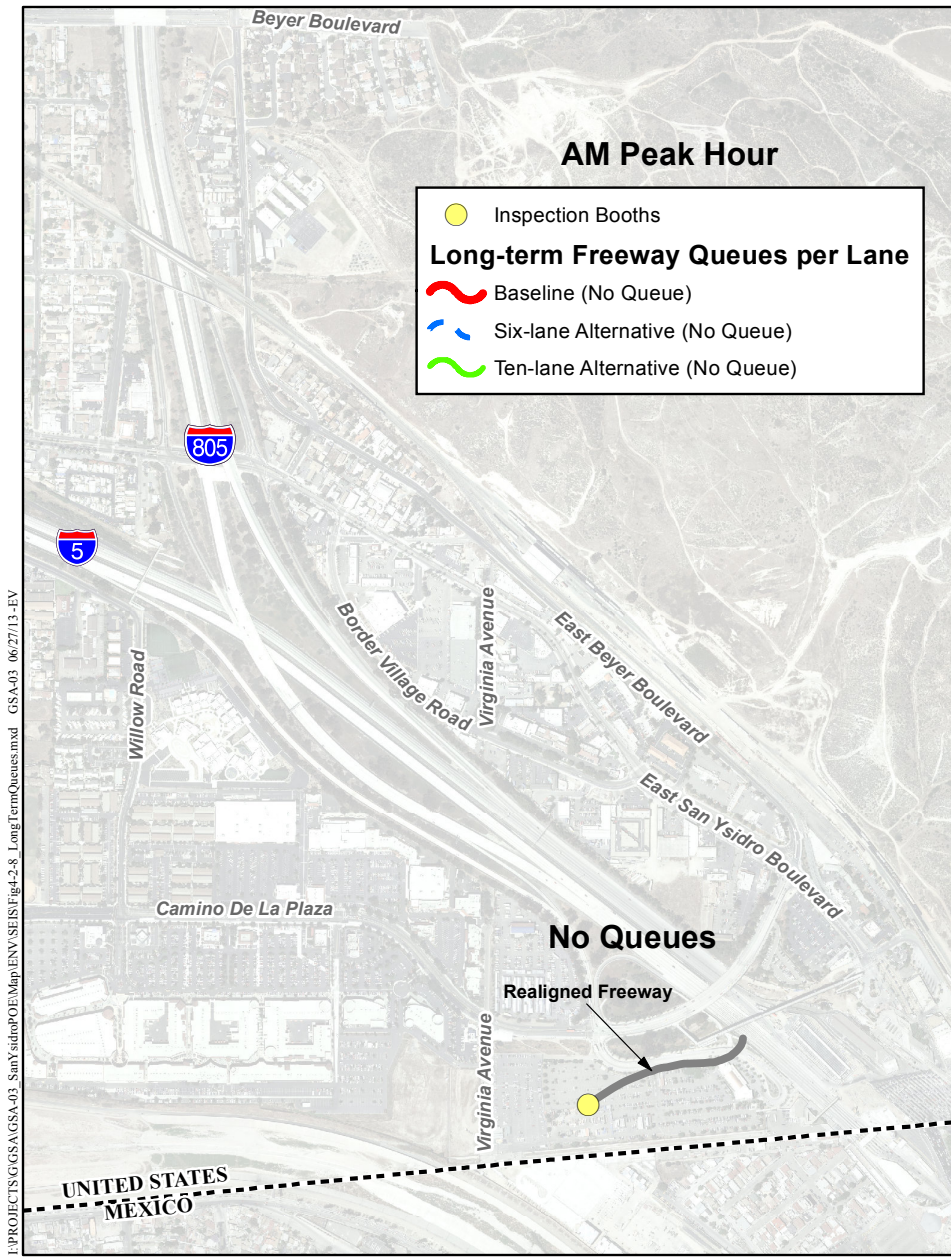 Beyer Boulevard
AM Peak Hour
Inspection Booths
Long-term Freeway Queues per Lane
Baseline (No Queue)
Six-lane Alternative (No Queue)
Ten-lane Alternative (No Queue)
805
5
Border Village Road
Virginia Avenue
East Beyer Boulevard
Willow Road
East San Ysidro Boulevard
Camino De La Plaza
No Queues
Realigned Freeway
Virginia Avenue
UNITED STATES
MEXICO
I:\PROJECTS\G\GSA\GSA-03_SanYsidroPOE\Map\ENV\SEIS\Fig4-2-8_LongTermQueues.mxd GSA-03 06/27/13 -EV